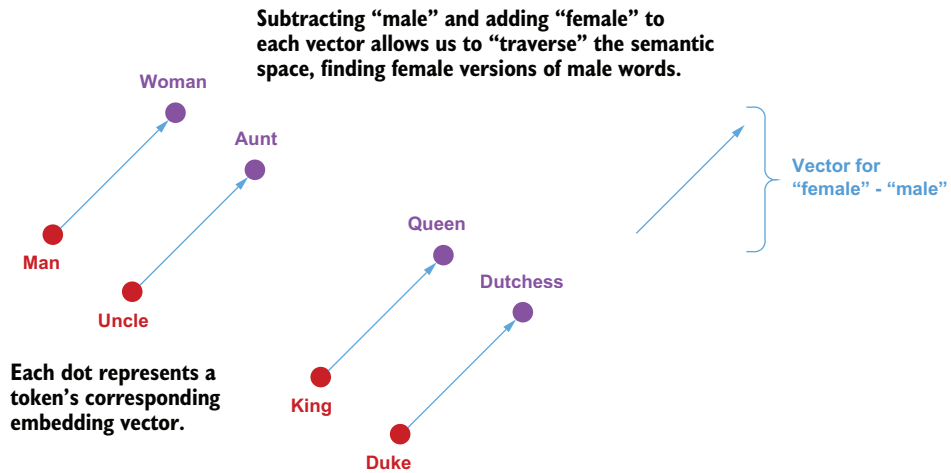 Subtracting “male” and adding “female” to
each vector allows us to “traverse” the semantic
space, finding female versions of male words.
Woman
Aunt
Vector for
“female” - “male”
Queen
Man
Dutchess
Uncle
Each dot represents a
token’s corresponding
embedding vector.
King
Duke